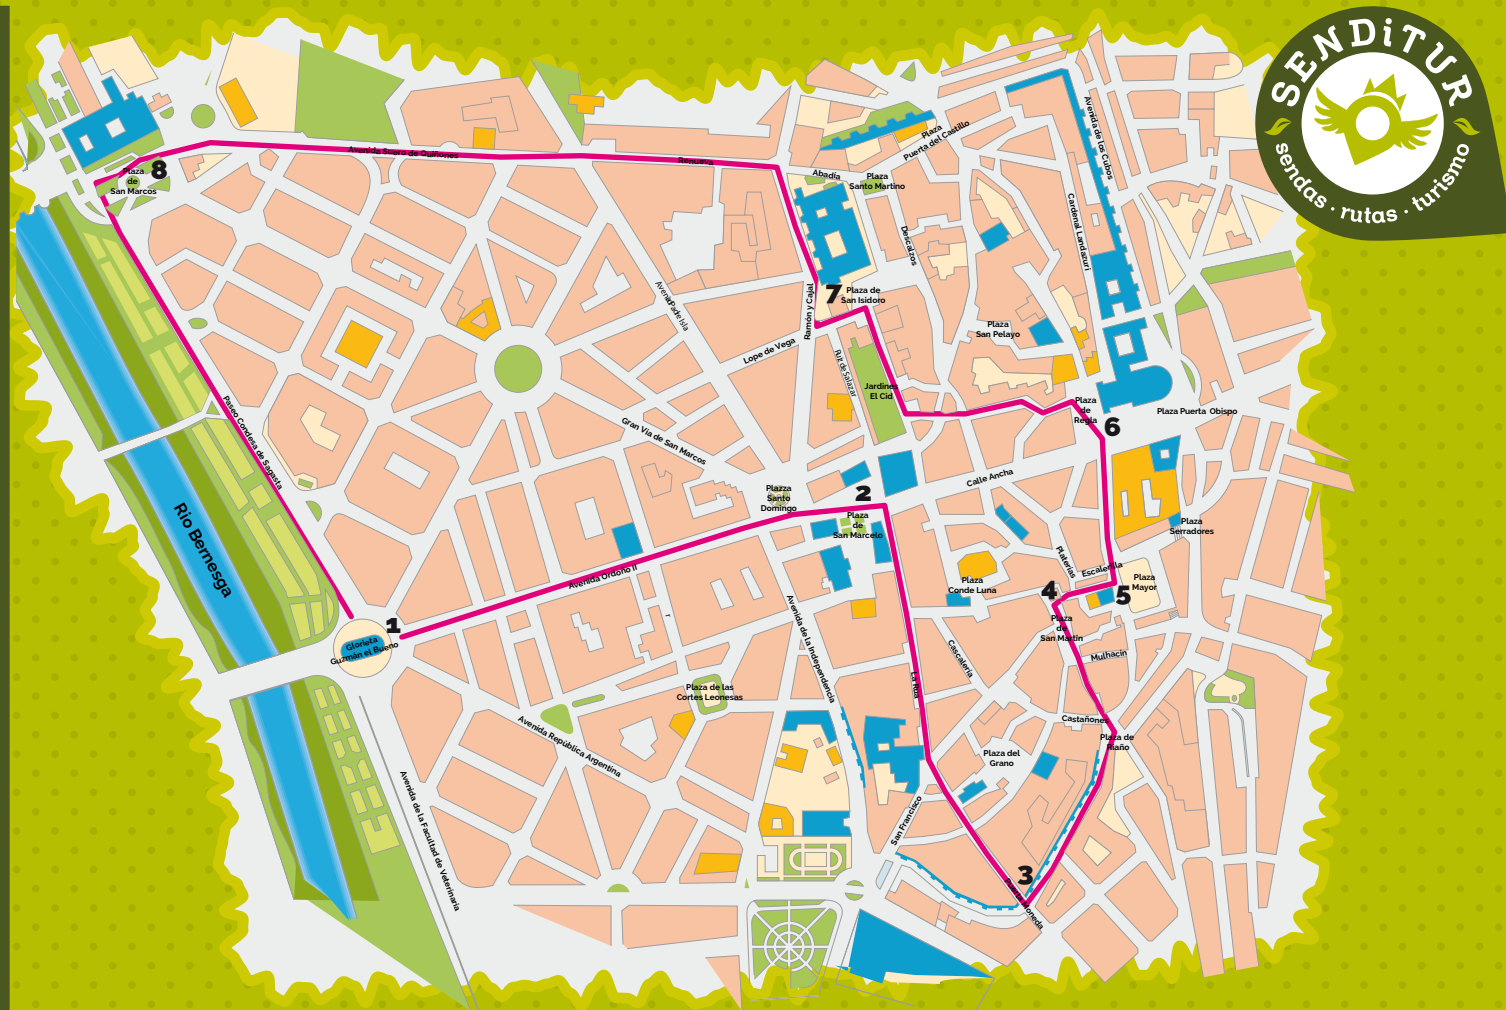 SENDiTUR
sendas · rutas · turismo
Avenida Suero de Quiñones
Renueva
Abadía
Plaza
Puerta del Castillo
Plaza
Santo Martino
Avenida de los Cubos
Cardenal Landazuri
Descalzos
8
Plaza
de
San Marcos
7
Plaza de
San Isidoro
Ramón y Cajal
Avenida Padre Isla
Lope de Vega
Ruiz de Salazar
Plaza
San Pelayo
Jardines
El Cid
Plaza
de
Regla
6
Plaza Puerta Obispo
Paseo Condesa de Sagasta
Gran Vía de San Marcos
Calle Ancha
Plazza
Santo
Domingo
2
Plaza
de
San Marcelo
Plaza
Serradores
Río Bernesga
Avenida Ordoño II
Platerías
Escalerilla
Plaza
Mayor
Plaza
Conde Luna
4
5
Plaza
de
San Martín
1
Glorieta
Guzmán el Bueno
r
Avenida de la Independencia
Cascalería
Mulhacín
La Rúa
Plaza de las
Cortes Leonesas
Castañones
Plaza de
Riaño
Avenida República Argentina
Plaza del
Grano
Avenida de la Facultad de Veterinaria
San Francisco
3
Puerta Moneda